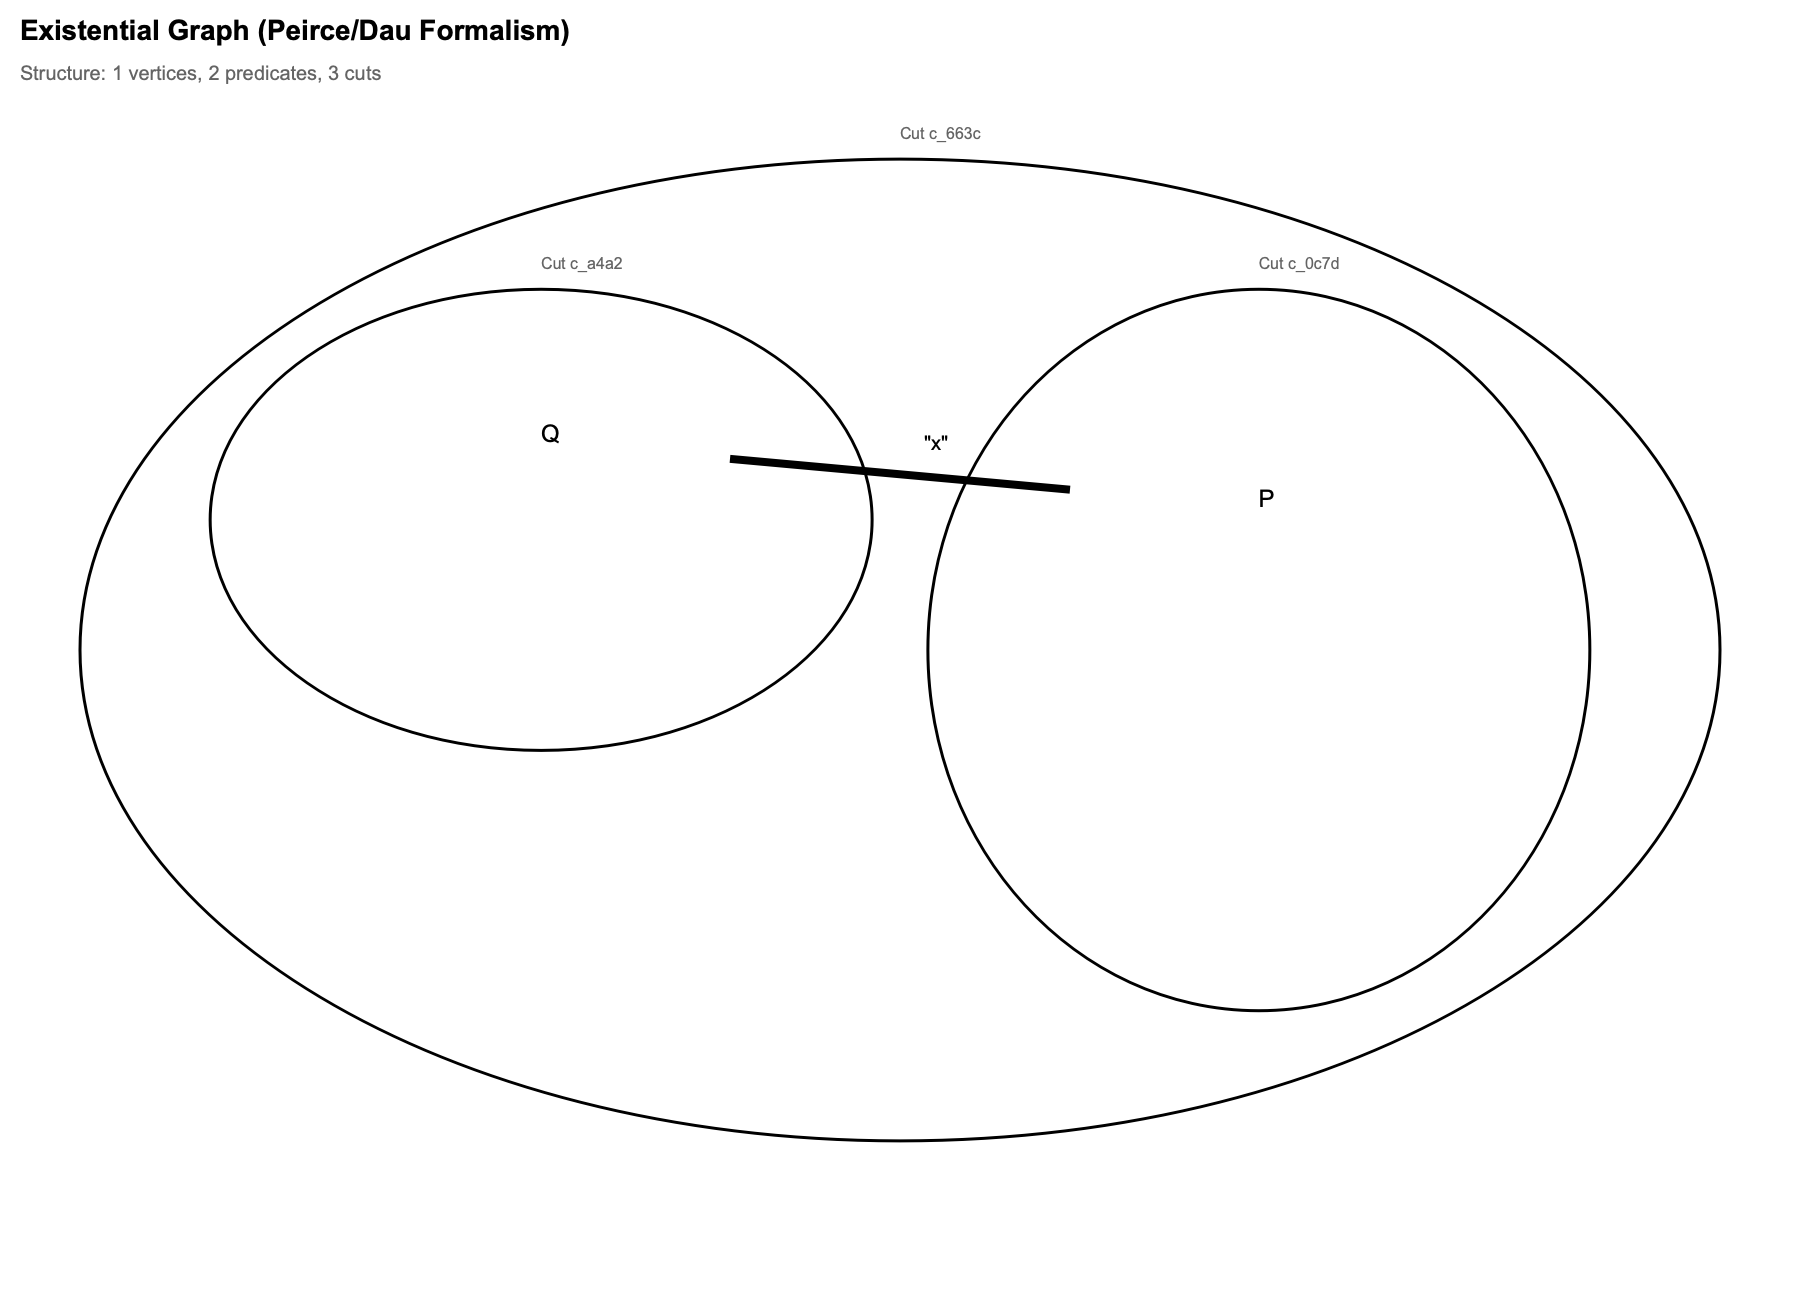 Existential Graph (Peirce/Dau Formalism)
Structure: 1 vertices, 2 predicates, 3 cuts
Cut c_663c
Cut c_a4a2
Cut c_0c7d
Q
"x"
P